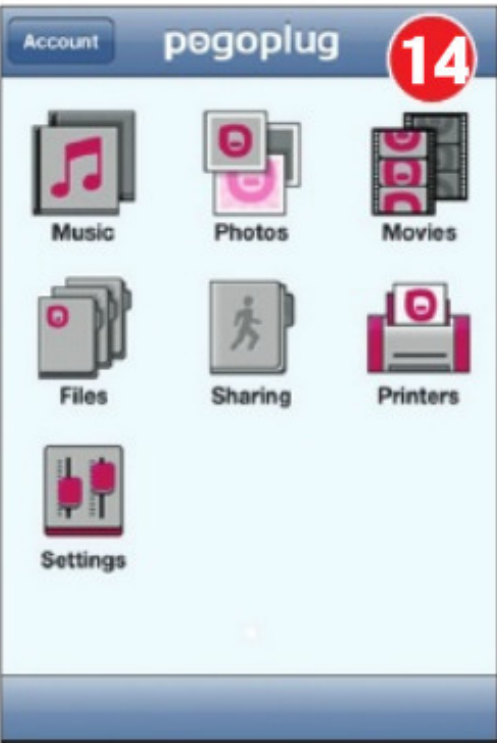 Account
pogoplug
14
Music
Photos
Movies
Files
Sharing
Printers
Settings